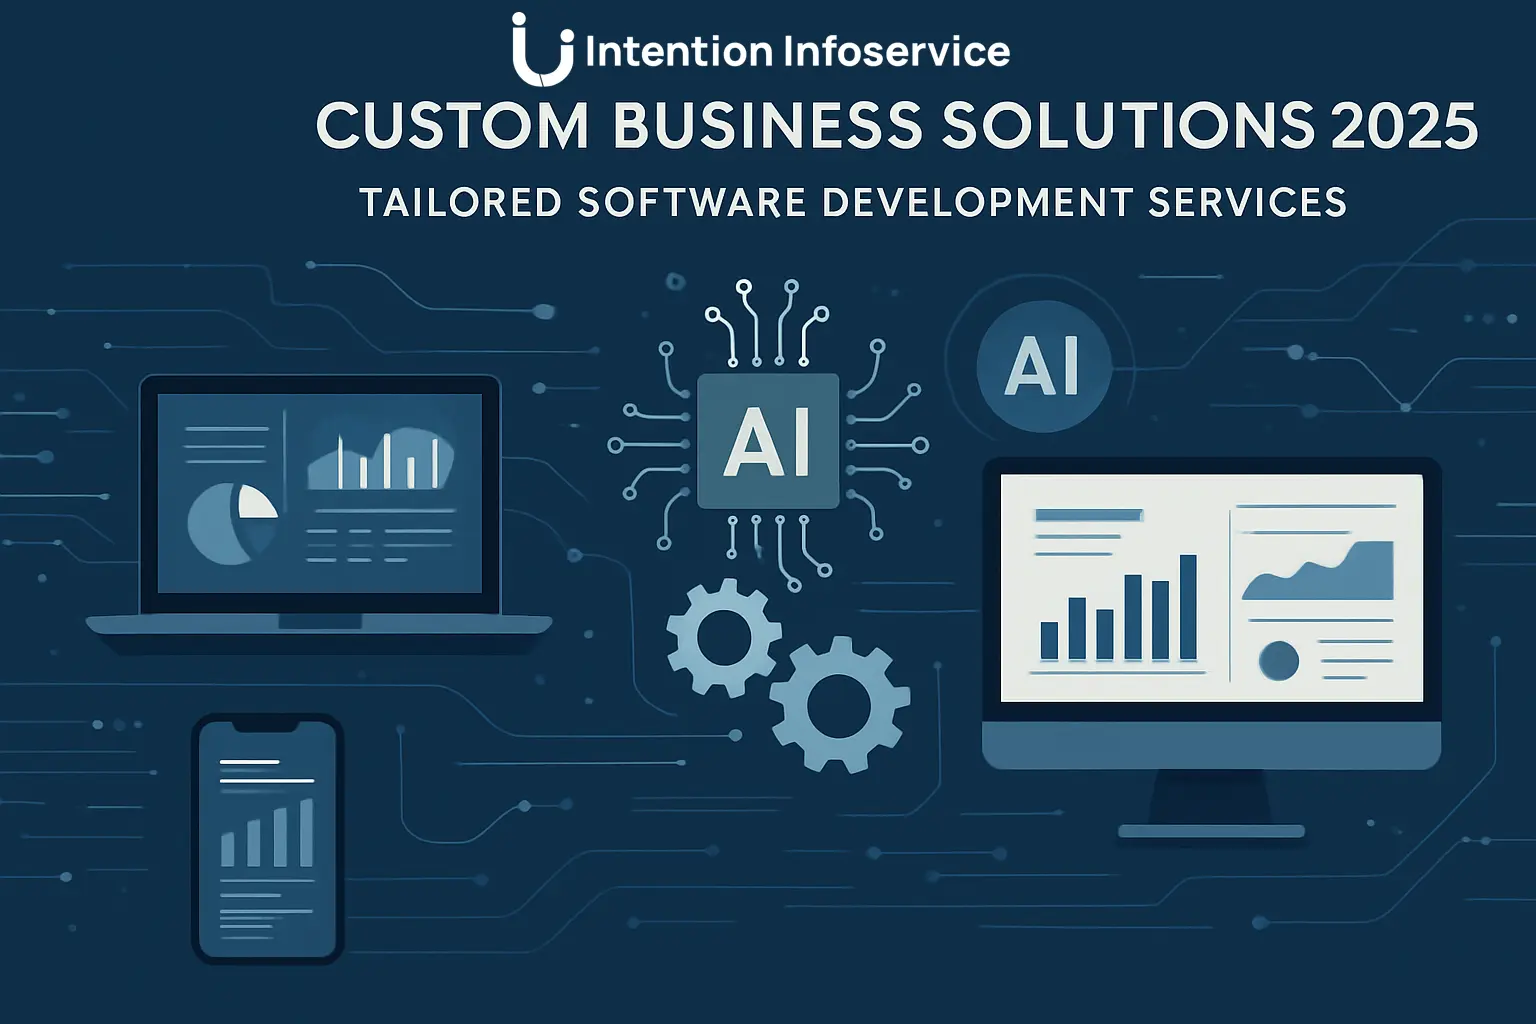 Intention Infoservice
CUSTOM BUSINESS SOLUTIONS 2025
TAILORED SOFTWARE DEVELOPMENT SERVICES
AI
AI